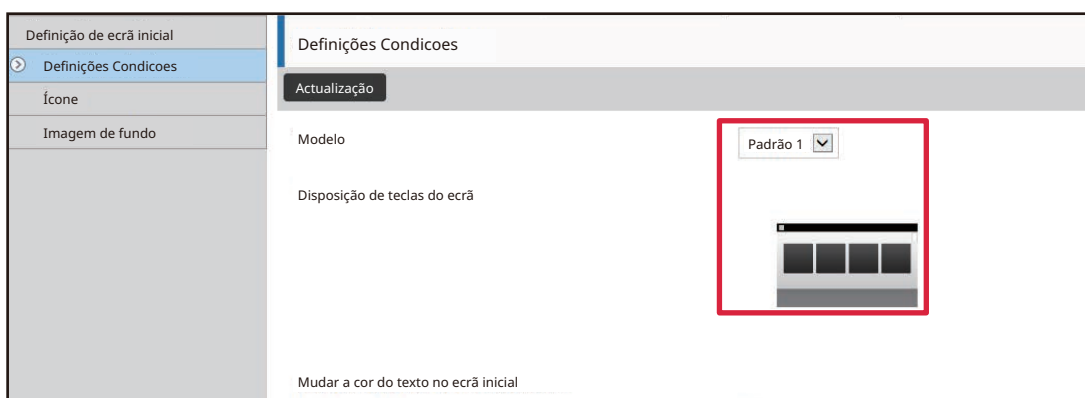 Definição de ecrã inicial
Definições Condicoes
Ícone
Imagem de fundo
Definições Condicoes
Actualização
Modelo
Padrão 1
Disposição de teclas do ecrã
Mudar a cor do texto no ecrã inicial